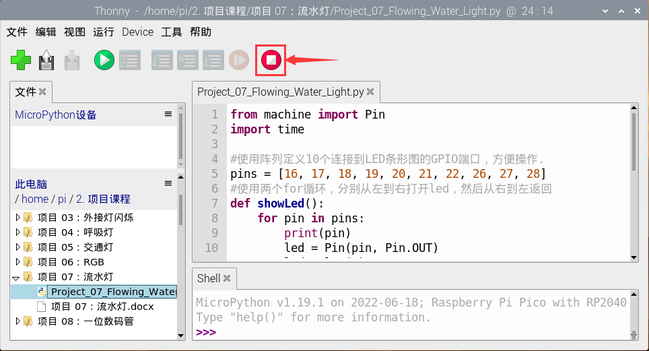 Thonny - /home/pi/2. 项目课程/项目 07：流水灯/Project_07_Flowing_Water_Light.py @ 24 : 14
文件 编辑 视图 运行 Device 工具 帮助
文件
MicroPython设备
此电脑
/ home / pi / 2. 项目课程
项目 03：外接灯闪烁
项目 04：呼吸灯
项目 05：交通灯
项目 06：RGB
项目 07：流水灯
Project_07_Flowing_Water
项目 07：流水灯.docx
项目 08：一位数码管
Project_07_Flowing_Water_Light.py
1 from machine import Pin
2 import time
3
4 #使用阵列定义10个连接到LED条形图的GPIO端口，方便操作.
5 pins = [16, 17, 18, 19, 20, 21, 22, 26, 27, 28]
6 #使用两个for循环，分别从左到右打开led，然后从右到左返回
7 def showLed():
8 for pin in pins:
9 print(pin)
10 led = Pin(pin, Pin.OUT)
Shell
MicroPython v1.19.1 on 2022-06-18; Raspberry Pi Pico with RP2040
Type "help()" for more information.
>>>